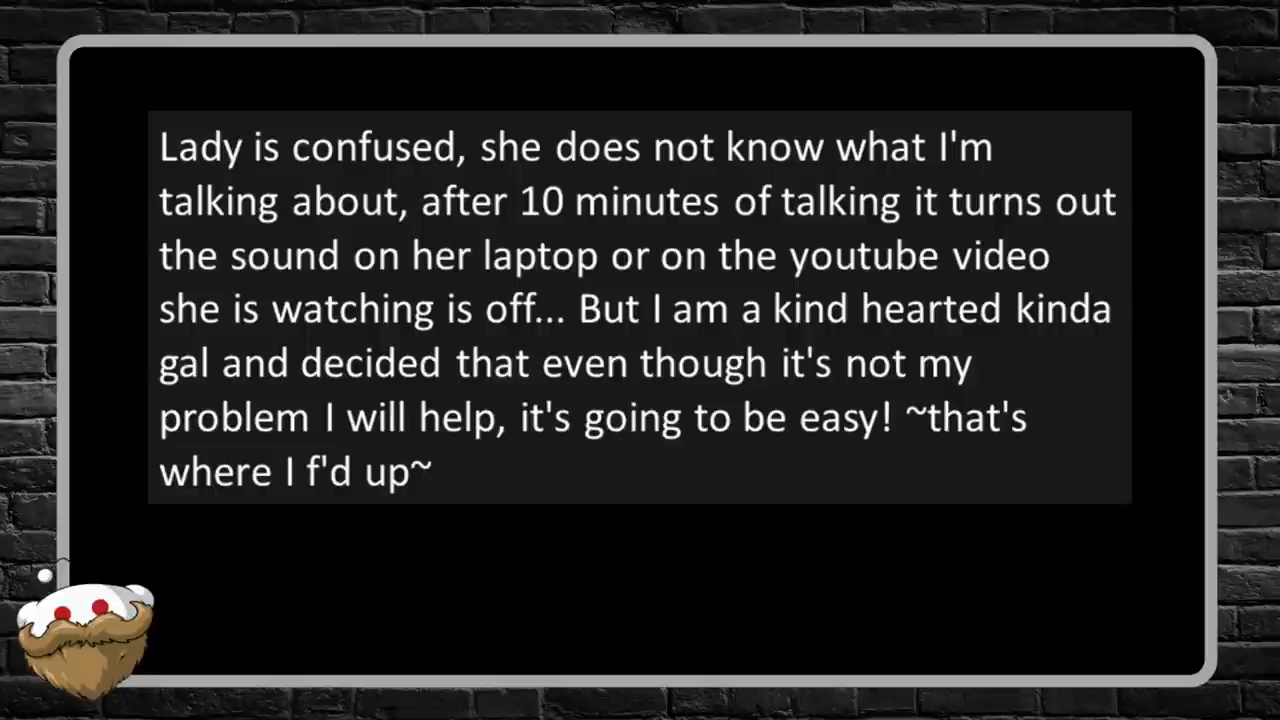 Lady is confused, she does not know what I'm
talking about, after 10 minutes of talking it turns out
the sound on her laptop or on the youtube video
she is watching is off... But I am a kind hearted kinda
gal and decided that even though it's not my
problem I will help, it's going to be easy! ~that's
where I f'd up~